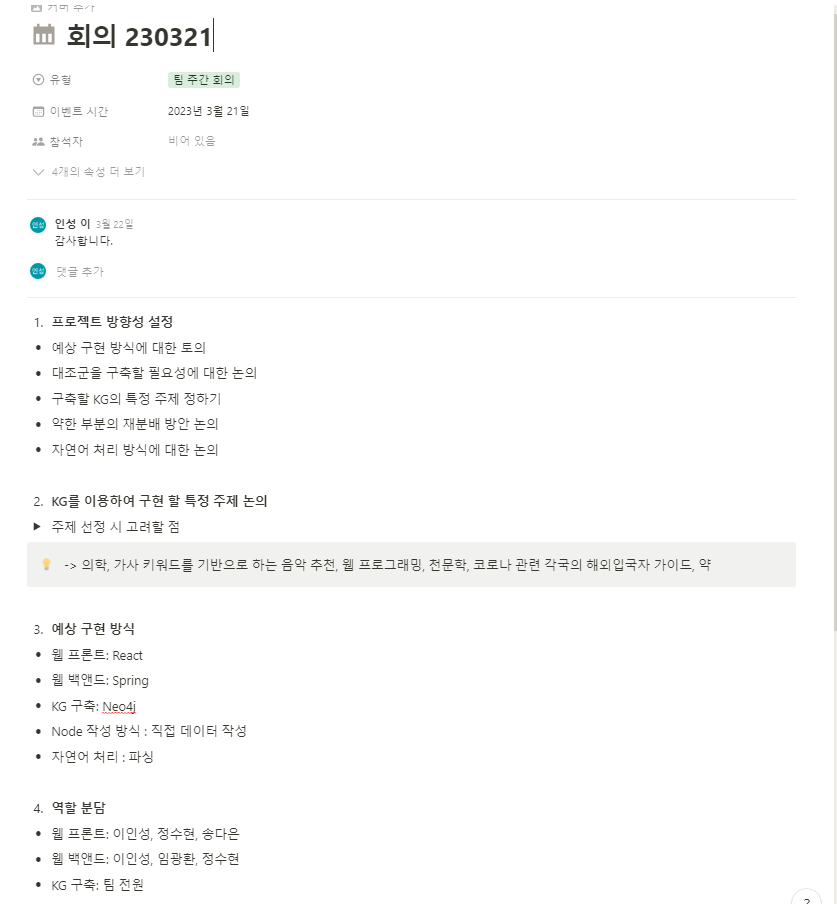 커버 추가
회의 230321
유형 팀 주간 회의
이벤트 시간 2023년 3월 21일
참석자 비어 있음
4개의 속성 더 보기
인성 인성 이 3월 22일
감사합니다.
인성 댓글 추가
1. 프로젝트 방향성 설정
• 예상 구현 방식에 대한 토의
• 대조군을 구축할 필요성에 대한 논의
• 구축할 KG의 특정 주제 정하기
• 약한 부분의 재분배 방안 논의
• 자연어 처리 방식에 대한 논의
2. KG를 이용하여 구현 할 특정 주제 논의
▶ 주제 선정 시 고려할 점
-> 의학, 가사 키워드를 기반으로 하는 음악 추천, 웹 프로그래밍, 천문학, 코로나 관련 각국의 해외입국자 가이드, 약
3. 예상 구현 방식
• 웹 프론트: React
• 웹 백앤드: Spring
• KG 구축: Neo4j
• Node 작성 방식 : 직접 데이터 작성
• 자연어 처리 : 파싱
4. 역할 분담
• 웹 프론트: 이인성, 정수현, 송다은
• 웹 백앤드: 이인성, 임광환, 정수현
• KG 구축: 팀 전원
?